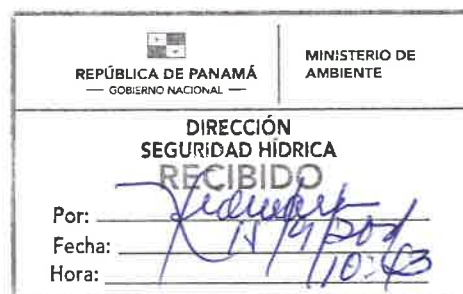 REPÚBLICA DE PANAMÁ
— GOBIERNO NACIONAL —
MINISTERIO DE
AMBIENTE
DIRECCIÓN
SEGURIDAD HÍDRICA
RECIBIDO
Por:
Fecha:
Hora: